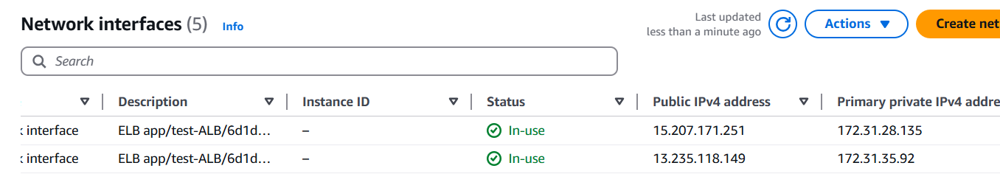 Network interfaces (5) Info
Last updated
less than a minute ago
Actions
Create net
Search
Description Instance ID Status Public IPv4 address Primary private IPv4 addre
interface ELB app/test-ALB/6d1d... – In-use 15.207.171.251 172.31.28.135
interface ELB app/test-ALB/6d1d... – In-use 13.235.118.149 172.31.35.92